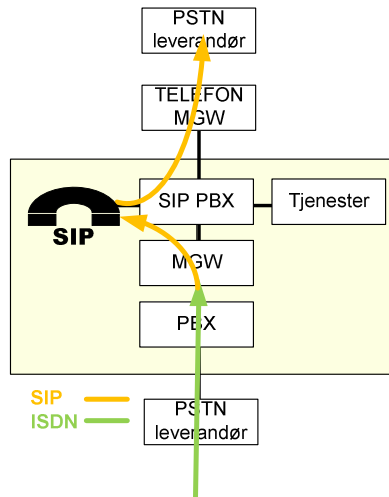 PSTN
leverandør
TELEFON
MGW
SIP PBX
Tjenester
SIP
MGW
PBX
SIP
ISDN
PSTN
leverandør